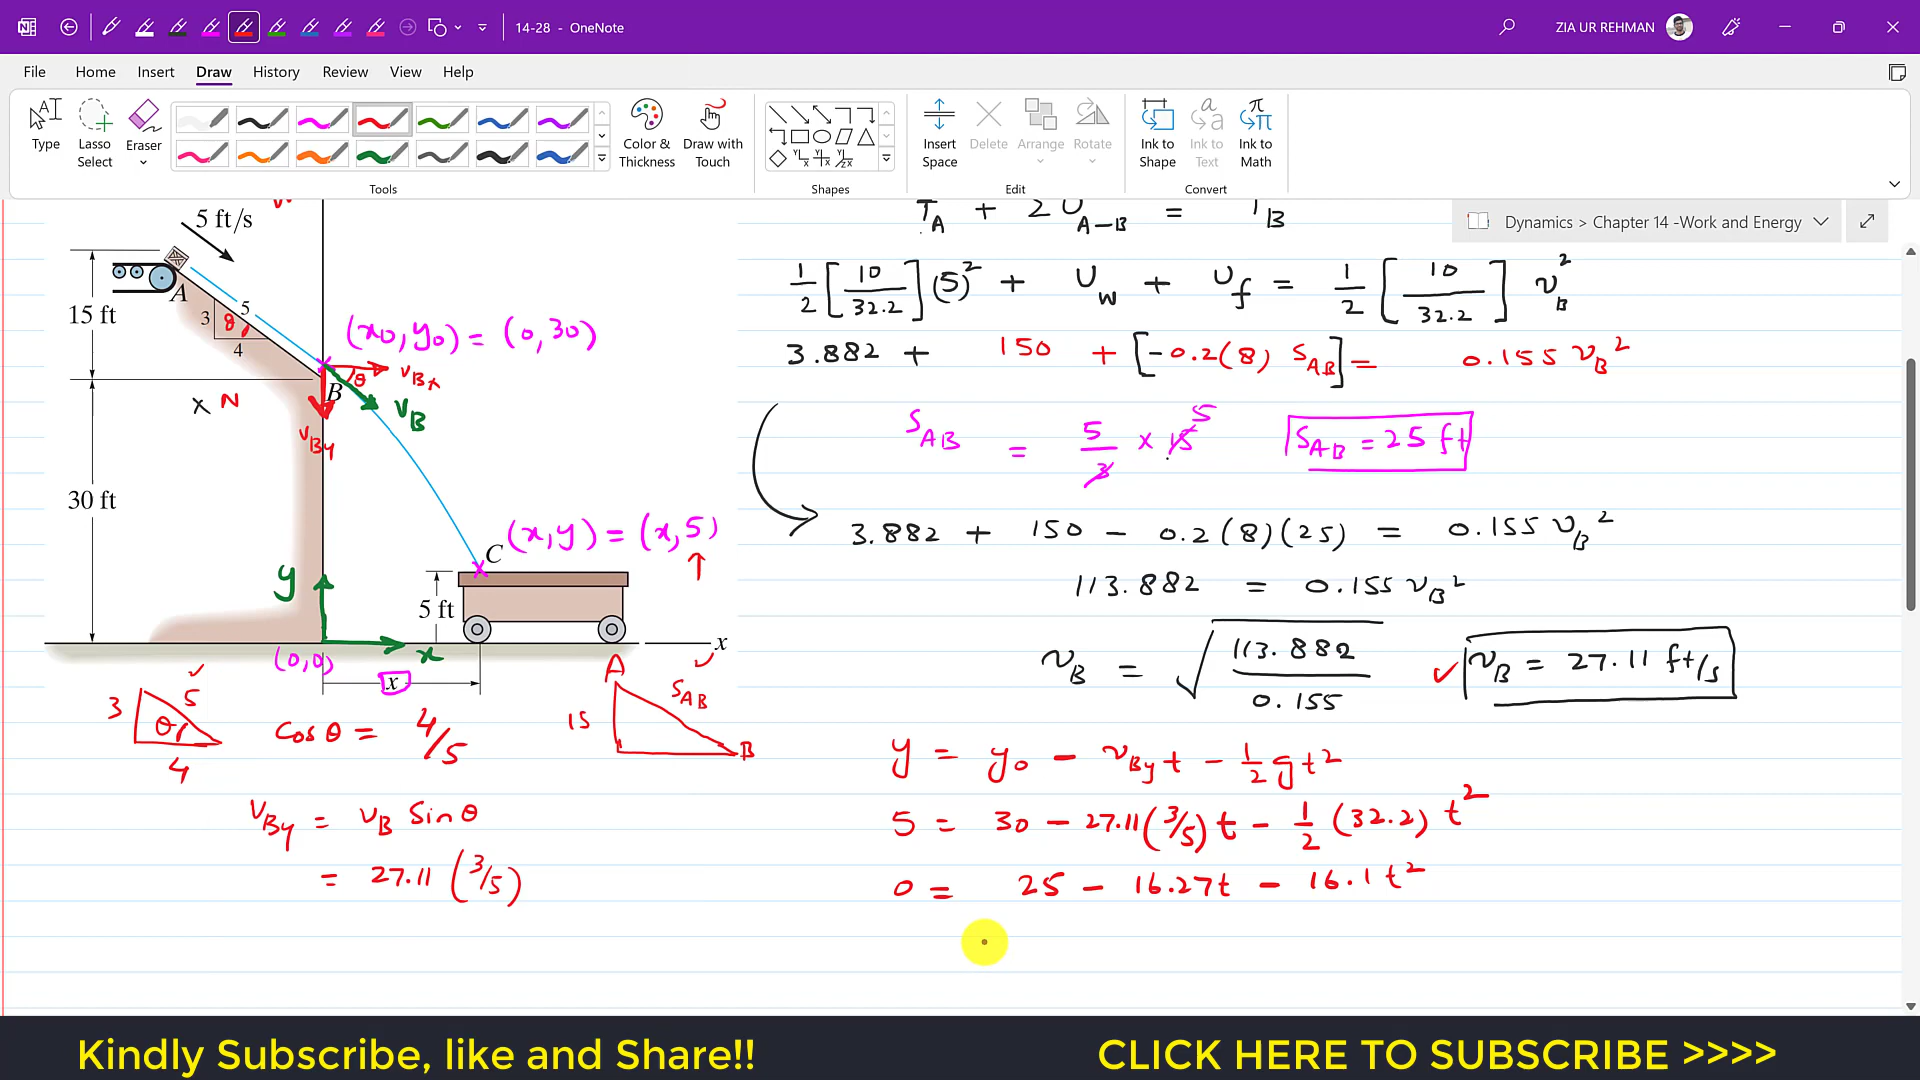 14-28 - OneNote
ZIA UR REHMAN
File Home Insert Draw History Review View Help
Type
Lasso Select
Eraser
Color & Thickness
Draw with Touch
Insert Space
Delete
Arrange
Rotate
Ink to Shape
Ink to Text
Ink to Math
Tools
Shapes
Edit
Convert
Dynamics > Chapter 14 -Work and Energy
5 ft/s
A
15 ft
3
5
4
θ
(x0, y0) = (0, 30)
B
θ
vBx
vB
vBy
x N
30 ft
(x, y) = (x, 5)
C
y
5 ft
x
(0,0)
x
x
3
5
θ
4
cos θ = 4/5
A
SAB
15
B
vBy = vB Sin θ
= 27.11 (3/5)
TA + Σ UA-B = TB
1/2 [10/32.2] (5)² + Uw + Uf = 1/2 [10/32.2] vB²
3.882 + 150 + [-0.2(8) SAB] = 0.155 vB²
SAB = 5/3 × 15 5
SAB = 25 ft
3.882 + 150 - 0.2(8)(25) = 0.155 vB²
113.882 = 0.155 vB²
vB = √(113.882/0.155)
vB = 27.11 ft/s
y = y0 - vBy t - 1/2 g t²
5 = 30 - 27.11(3/5) t - 1/2 (32.2) t²
0 = 25 - 16.27t - 16.1 t²
Kindly Subscribe, like and Share!!
CLICK HERE TO SUBSCRIBE >>>>